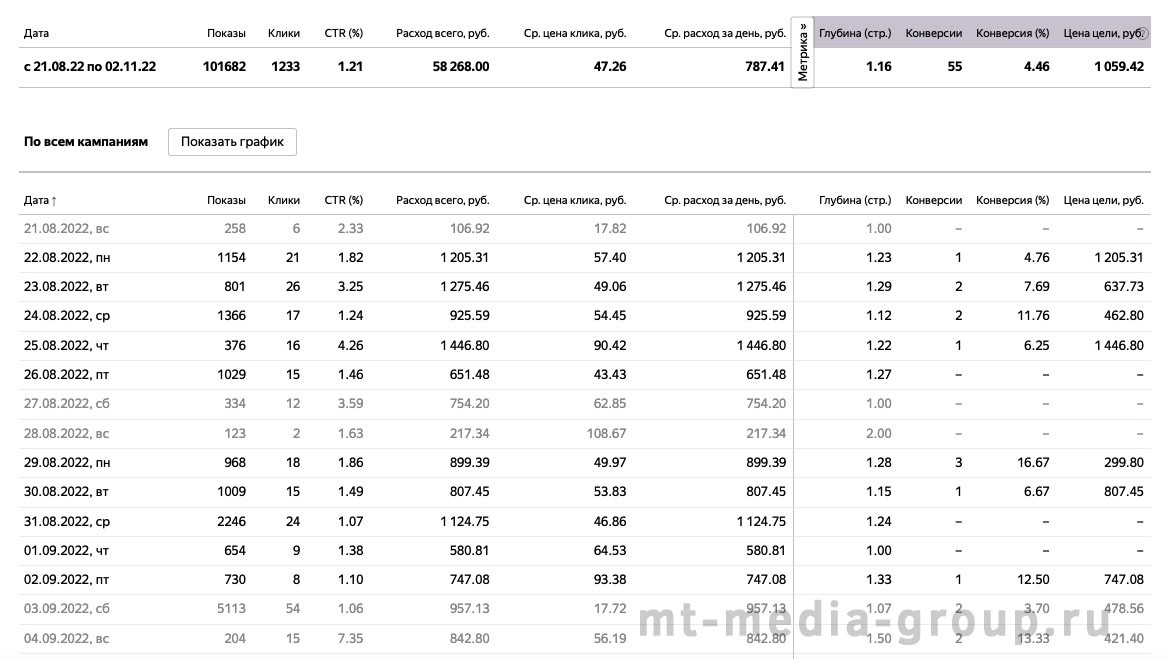 Дата Показы Клики CTR (%) Расход всего, руб. Ср. цена клика, руб. Ср. расход за день, руб. Метрика » Глубина (стр.) Конверсии Конверсия (%) Цена цели, руб. ?
с 21.08.22 по 02.11.22 101682 1233 1.21 58 268.00 47.26 787.41 1.16 55 4.46 1 059.42
По всем кампаниям Показать график
Дата ↑ Показы Клики CTR (%) Расход всего, руб. Ср. цена клика, руб. Ср. расход за день, руб. Глубина (стр.) Конверсии Конверсия (%) Цена цели, руб.
21.08.2022, вс 258 6 2.33 106.92 17.82 106.92 1.00 – – –
22.08.2022, пн 1154 21 1.82 1 205.31 57.40 1 205.31 1.23 1 4.76 1 205.31
23.08.2022, вт 801 26 3.25 1 275.46 49.06 1 275.46 1.29 2 7.69 637.73
24.08.2022, ср 1366 17 1.24 925.59 54.45 925.59 1.12 2 11.76 462.80
25.08.2022, чт 376 16 4.26 1 446.80 90.42 1 446.80 1.22 1 6.25 1 446.80
26.08.2022, пт 1029 15 1.46 651.48 43.43 651.48 1.27 – – –
27.08.2022, сб 334 12 3.59 754.20 62.85 754.20 1.00 – – –
28.08.2022, вс 123 2 1.63 217.34 108.67 217.34 2.00 – – –
29.08.2022, пн 968 18 1.86 899.39 49.97 899.39 1.28 3 16.67 299.80
30.08.2022, вт 1009 15 1.49 807.45 53.83 807.45 1.15 1 6.67 807.45
31.08.2022, ср 2246 24 1.07 1 124.75 46.86 1 124.75 1.24 – – –
01.09.2022, чт 654 9 1.38 580.81 64.53 580.81 1.00 – – –
02.09.2022, пт 730 8 1.10 747.08 93.38 747.08 1.33 1 12.50 747.08
03.09.2022, сб 5113 54 1.06 957.13 17.72 957.13 1.07 2 3.70 478.56
04.09.2022, вс 204 15 7.35 842.80 56.19 842.80 1.50 2 13.33 421.40
mt-media-group.ru